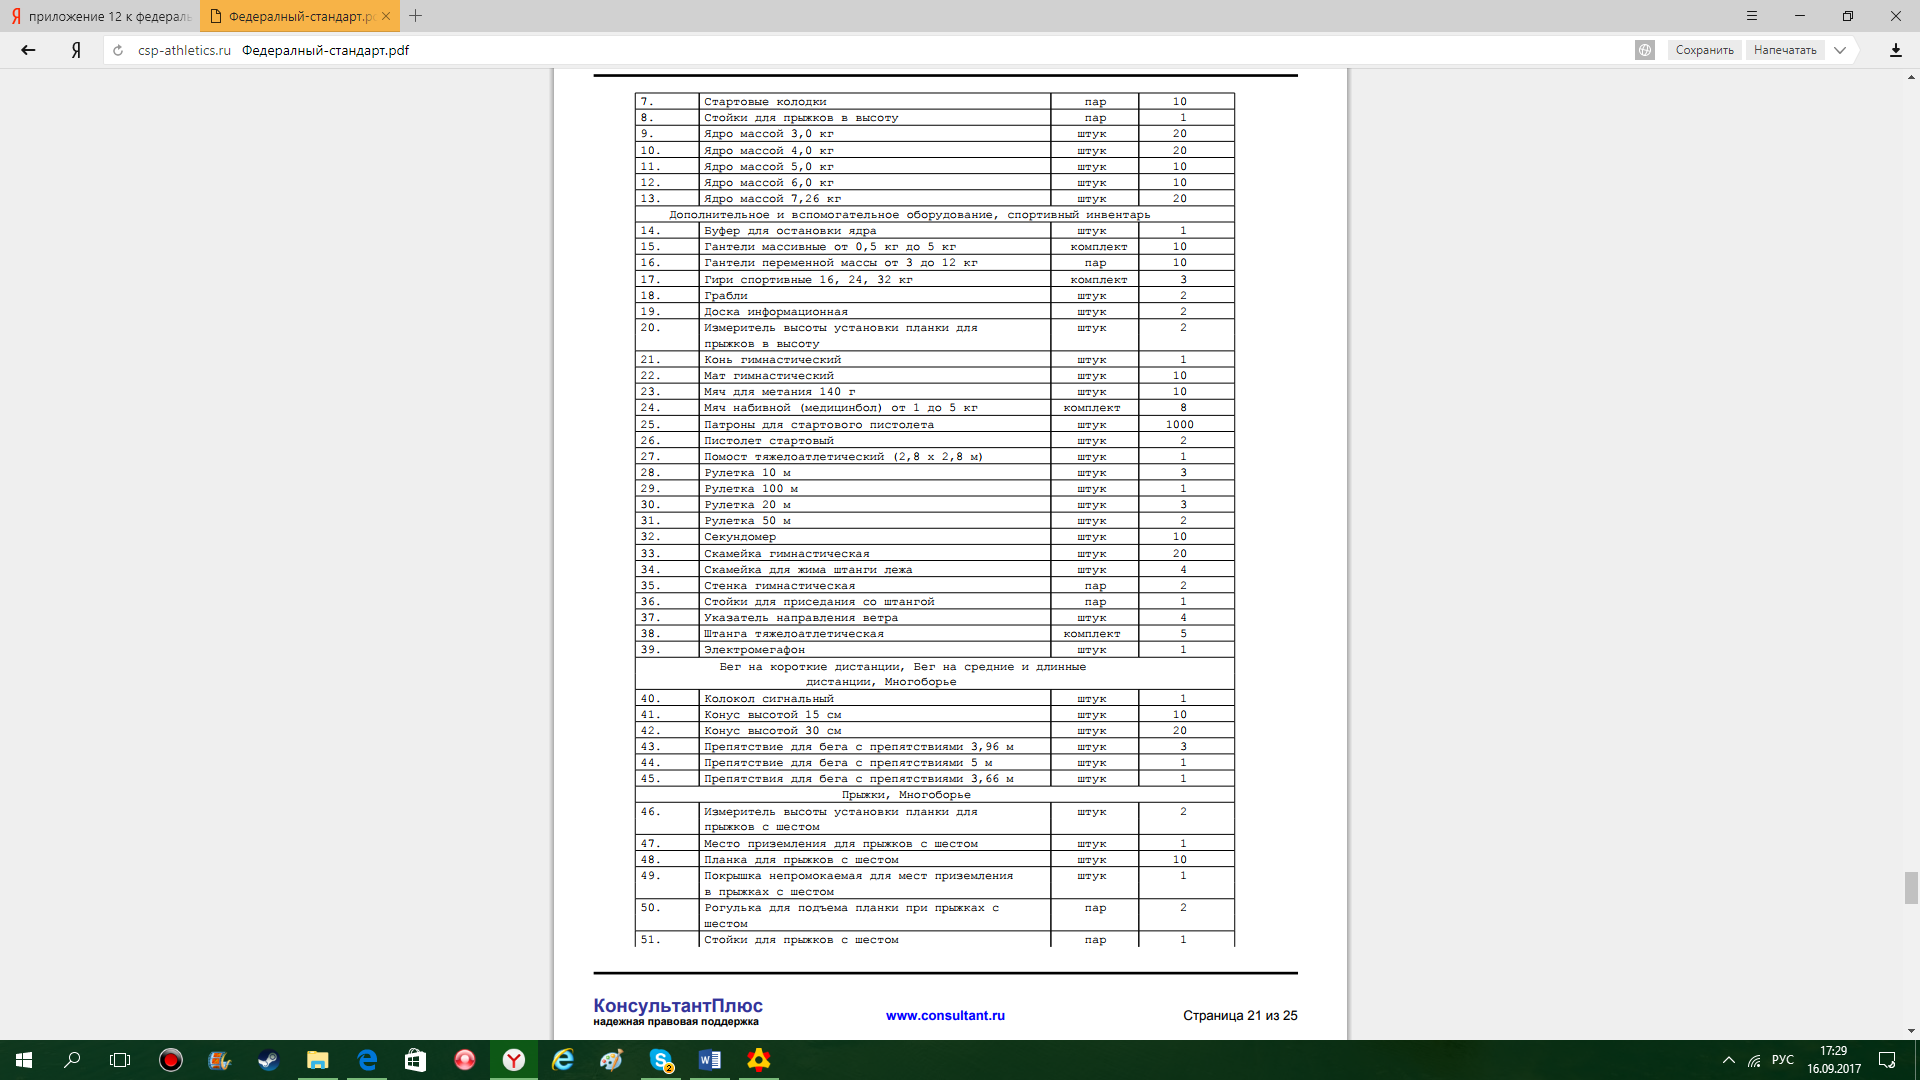 приложение 12 к федераль
Федералный-стандарт.pd
csp-athletics.ru Федералный-стандарт.pdf
Сохранить Напечатать
7. Стартовые колодки пар 10
8. Стойки для прыжков в высоту пар 1
9. Ядро массой 3,0 кг штук 20
10. Ядро массой 4,0 кг штук 20
11. Ядро массой 5,0 кг штук 10
12. Ядро массой 6,0 кг штук 10
13. Ядро массой 7,26 кг штук 20
Дополнительное и вспомогательное оборудование, спортивный инвентарь
14. Буфер для остановки ядра штук 1
15. Гантели массивные от 0,5 кг до 5 кг комплект 10
16. Гантели переменной массы от 3 до 12 кг пар 10
17. Гири спортивные 16, 24, 32 кг комплект 3
18. Грабли штук 2
19. Доска информационная штук 2
20. Измеритель высоты установки планки для штук 2
прыжков в высоту
21. Конь гимнастический штук 1
22. Мат гимнастический штук 10
23. Мяч для метания 140 г штук 10
24. Мяч набивной (медицинбол) от 1 до 5 кг комплект 8
25. Патроны для стартового пистолета штук 1000
26. Пистолет стартовый штук 2
27. Помост тяжелоатлетический (2,8 x 2,8 м) штук 1
28. Рулетка 10 м штук 3
29. Рулетка 100 м штук 1
30. Рулетка 20 м штук 3
31. Рулетка 50 м штук 2
32. Секундомер штук 10
33. Скамейка гимнастическая штук 20
34. Скамейка для жима штанги лежа штук 4
35. Стенка гимнастическая пар 2
36. Стойки для приседания со штангой пар 1
37. Указатель направления ветра штук 4
38. Штанга тяжелоатлетическая комплект 5
39. Электромегафон штук 1
Бег на короткие дистанции, Бег на средние и длинные
дистанции, Многоборье
40. Колокол сигнальный штук 1
41. Конус высотой 15 см штук 10
42. Конус высотой 30 см штук 20
43. Препятствие для бега с препятствиями 3,96 м штук 3
44. Препятствие для бега с препятствиями 5 м штук 1
45. Препятствия для бега с препятствиями 3,66 м штук 1
Прыжки, Многоборье
46. Измеритель высоты установки планки для штук 2
прыжков с шестом
47. Место приземления для прыжков с шестом штук 1
48. Планка для прыжков с шестом штук 10
49. Покрышка непромокаемая для мест приземления штук 1
в прыжках с шестом
50. Рогулька для подъема планки при прыжках с пар 2
шестом
51. Стойки для прыжков с шестом пар 1
КонсультантПлюс
надежная правовая поддержка
www.consultant.ru
Страница 21 из 25
2
РУС
17:29
16.09.2017